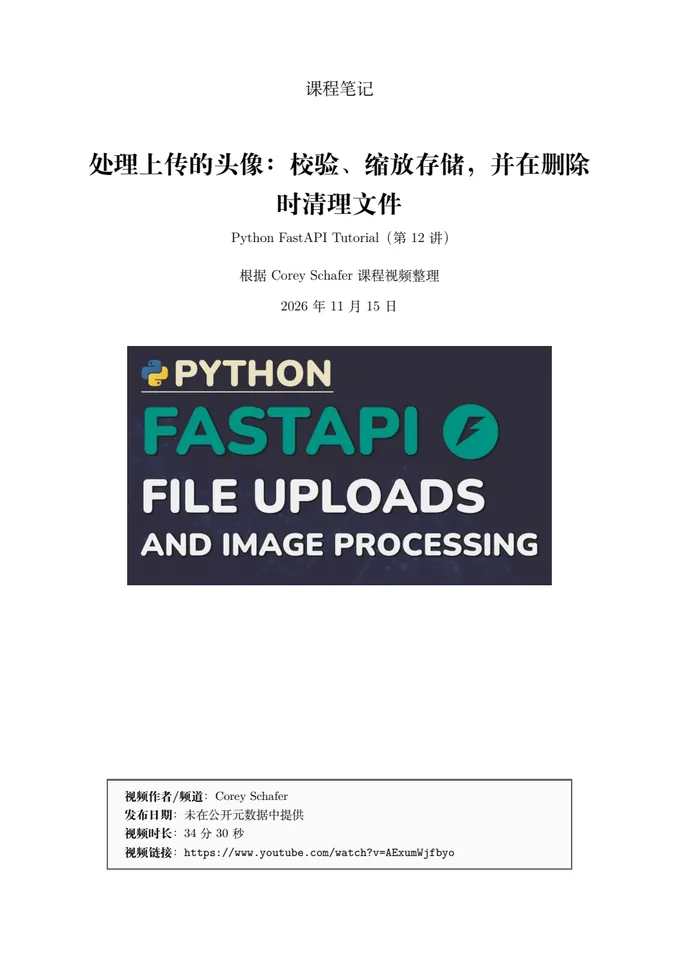 课程笔记
处理上传的头像：校验、缩放存储，并在删除
时清理文件
Python FastAPI Tutorial（第 12 讲）
根据 Corey Schafer 课程视频整理
2026 年 11 月 15 日
PYTHON
FASTAPI
FILE UPLOADS
AND IMAGE PROCESSING
视频作者/频道：Corey Schafer
发布日期：未在公开元数据中提供
视频时长：34 分 30 秒
视频链接：https://www.youtube.com/watch?v=AExumWjfbyo